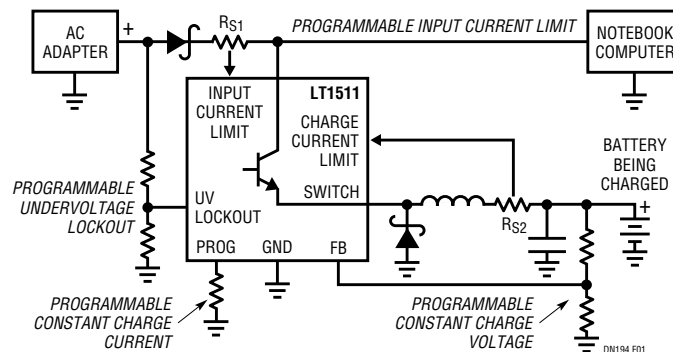 AC
ADAPTER
+
RS1
PROGRAMMABLE INPUT CURRENT LIMIT
NOTEBOOK
COMPUTER
INPUT
CURRENT
LIMIT
LT1511
CHARGE
CURRENT
LIMIT
SWITCH
UV
LOCKOUT
PROG
GND
FB
PROGRAMMABLE
UNDERVOLTAGE
LOCKOUT
RS2
BATTERY
BEING
CHARGED
+
PROGRAMMABLE
CONSTANT CHARGE
CURRENT
PROGRAMMABLE
CONSTANT CHARGE
VOLTAGE
DN194 F01